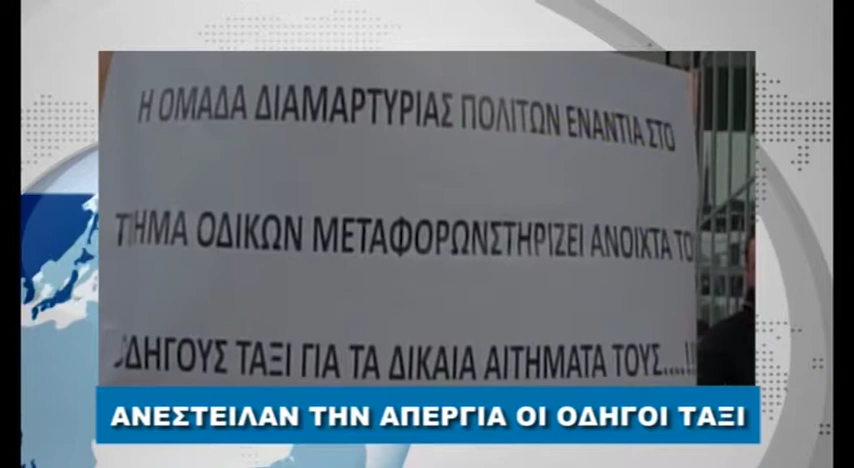 Η ΟΜΑΔΑ ΔΙΑΜΑΡΤΥΡΙΑΣ ΠΟΛΙΤΩΝ ΕΝΑΝΤΙΑ ΣΤΟ
ΤΜΗΜΑ ΟΔΙΚΩΝ ΜΕΤΑΦΟΡΩΝΣΤΗΡΙΖΕΙ ΑΝΟΙΧΤΑ ΤΟ
ΟΔΗΓΟΥΣ ΤΑΞΙ ΓΙΑ ΤΑ ΔΙΚΑΙΑ ΑΙΤΗΜΑΤΑ ΤΟΥΣ....!!
ΑΝΕΣΤΕΙΛΑΝ ΤΗΝ ΑΠΕΡΓΙΑ ΟΙ ΟΔΗΓΟΙ ΤΑΞΙ